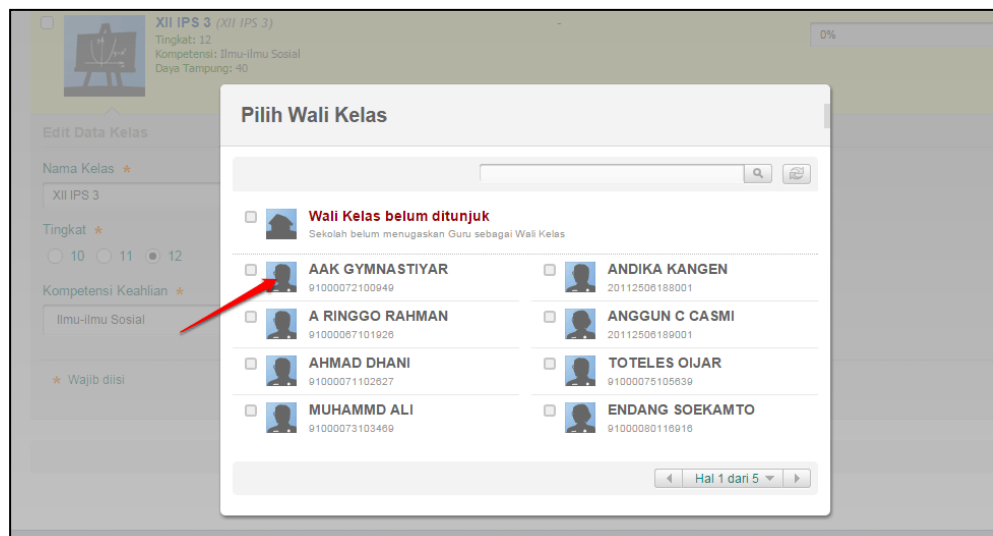 XII IPS 3 (XII IPS 3)
-
0%
Tingkat: 12
Kompetensi: Ilmu-ilmu Sosial
Daya Tampung: 40
Pilih Wali Kelas
Edit Data Kelas
Nama Kelas *
XII IPS 3
Tingkat *
10 11 12
Kompetensi Keahlian *
Ilmu-ilmu Sosial
* Wajib diisi
Wali Kelas belum ditunjuk
Sekolah belum menugaskan Guru sebagai Wali Kelas
AAK GYMNASTIYAR
91000072100949
ANDIKA KANGEN
20112506188001
A RINGGO RAHMAN
91000067101926
ANGGUN C CASMI
20112506189001
AHMAD DHANI
91000071102627
TOTELES OIJAR
91000075105639
MUHAMMD ALI
91000073103469
ENDANG SOEKAMTO
91000080116916
Hal 1 dari 5